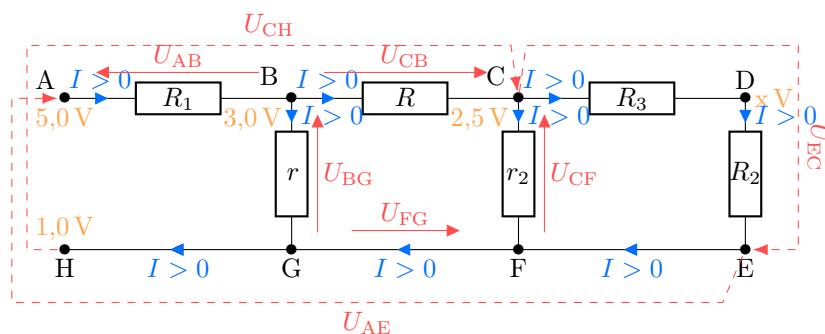 U_CH
U_AB U_CB
A B C D
I > 0 I > 0 I > 0
R_1 R R_3
5,0 V 3,0 V I > 0 2,5 V I > 0 x V I > 0
U_EC
r U_BG r_2 U_CF R_2
U_FG
1,0 V
H G F E
I > 0 I > 0 I > 0
U_AE